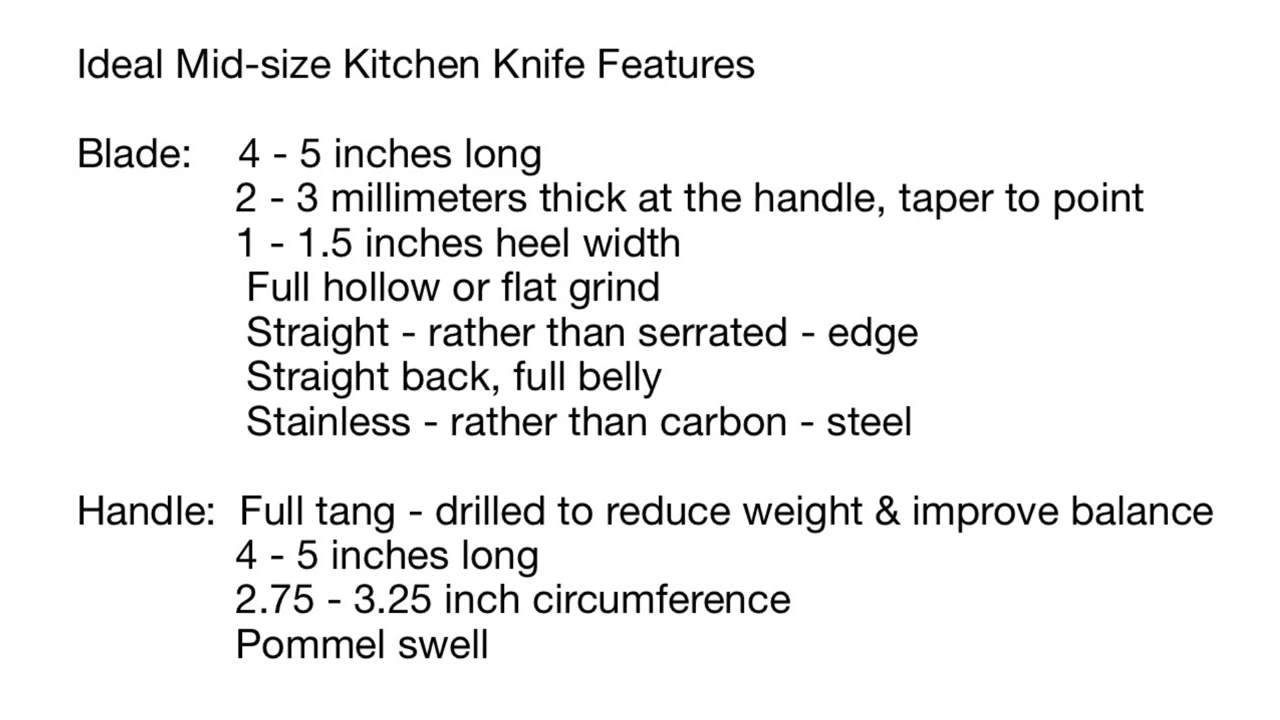 Ideal Mid-size Kitchen Knife Features
Blade: 4 - 5 inches long
2 - 3 millimeters thick at the handle, taper to point
1 - 1.5 inches heel width
Full hollow or flat grind
Straight - rather than serrated - edge
Straight back, full belly
Stainless - rather than carbon - steel
Handle: Full tang - drilled to reduce weight & improve balance
4 - 5 inches long
2.75 - 3.25 inch circumference
Pommel swell